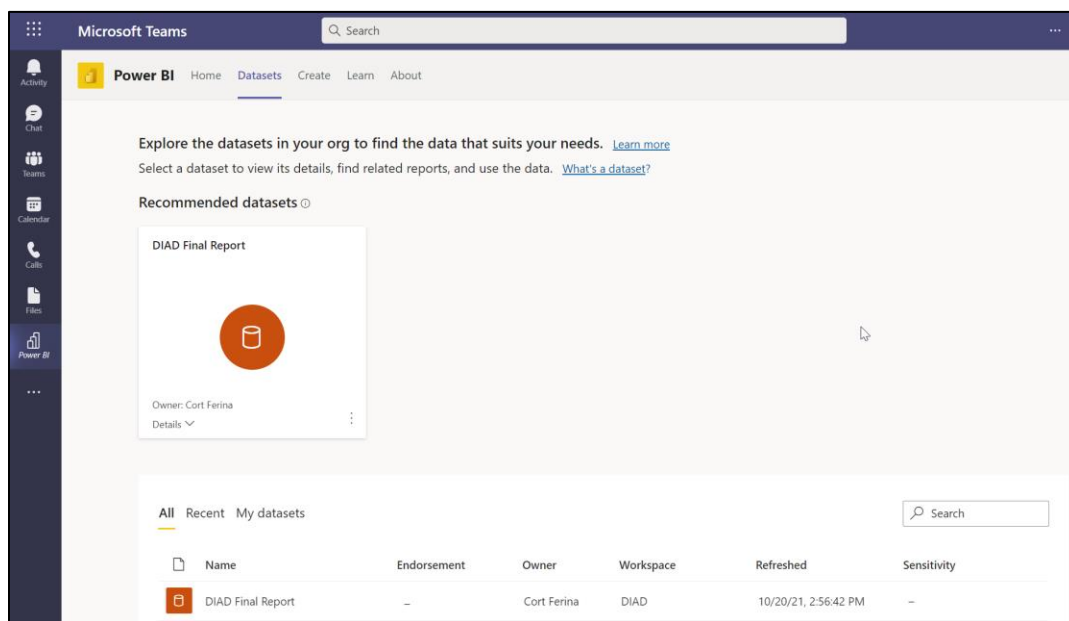 Microsoft Teams
Search
...
Activity
Chat
Teams
Calendar
Calls
Files
Power BI
...
Power BI Home Datasets Create Learn About
Explore the datasets in your org to find the data that suits your needs. Learn more
Select a dataset to view its details, find related reports, and use the data. What's a dataset?
Recommended datasets
DIAD Final Report
Owner: Cort Ferina
Details
All Recent My datasets
Search
Name Endorsement Owner Workspace Refreshed Sensitivity
DIAD Final Report – Cort Ferina DIAD 10/20/21, 2:56:42 PM –